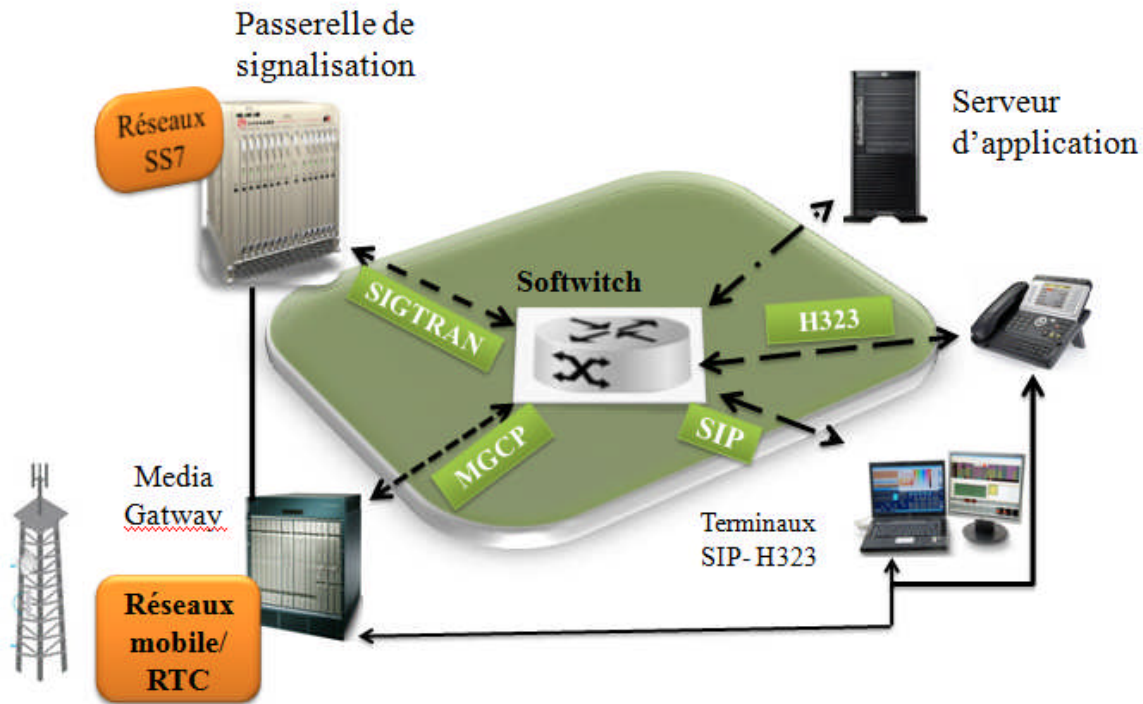 Passerelle de
signalisation
Réseaux
SS7
Serveur
d'application
Softwitch
SIGTRAN
H323
MGCP
SIP
Media
Gatway
Terminaux
SIP- H323
Réseaux
mobile/
RTC